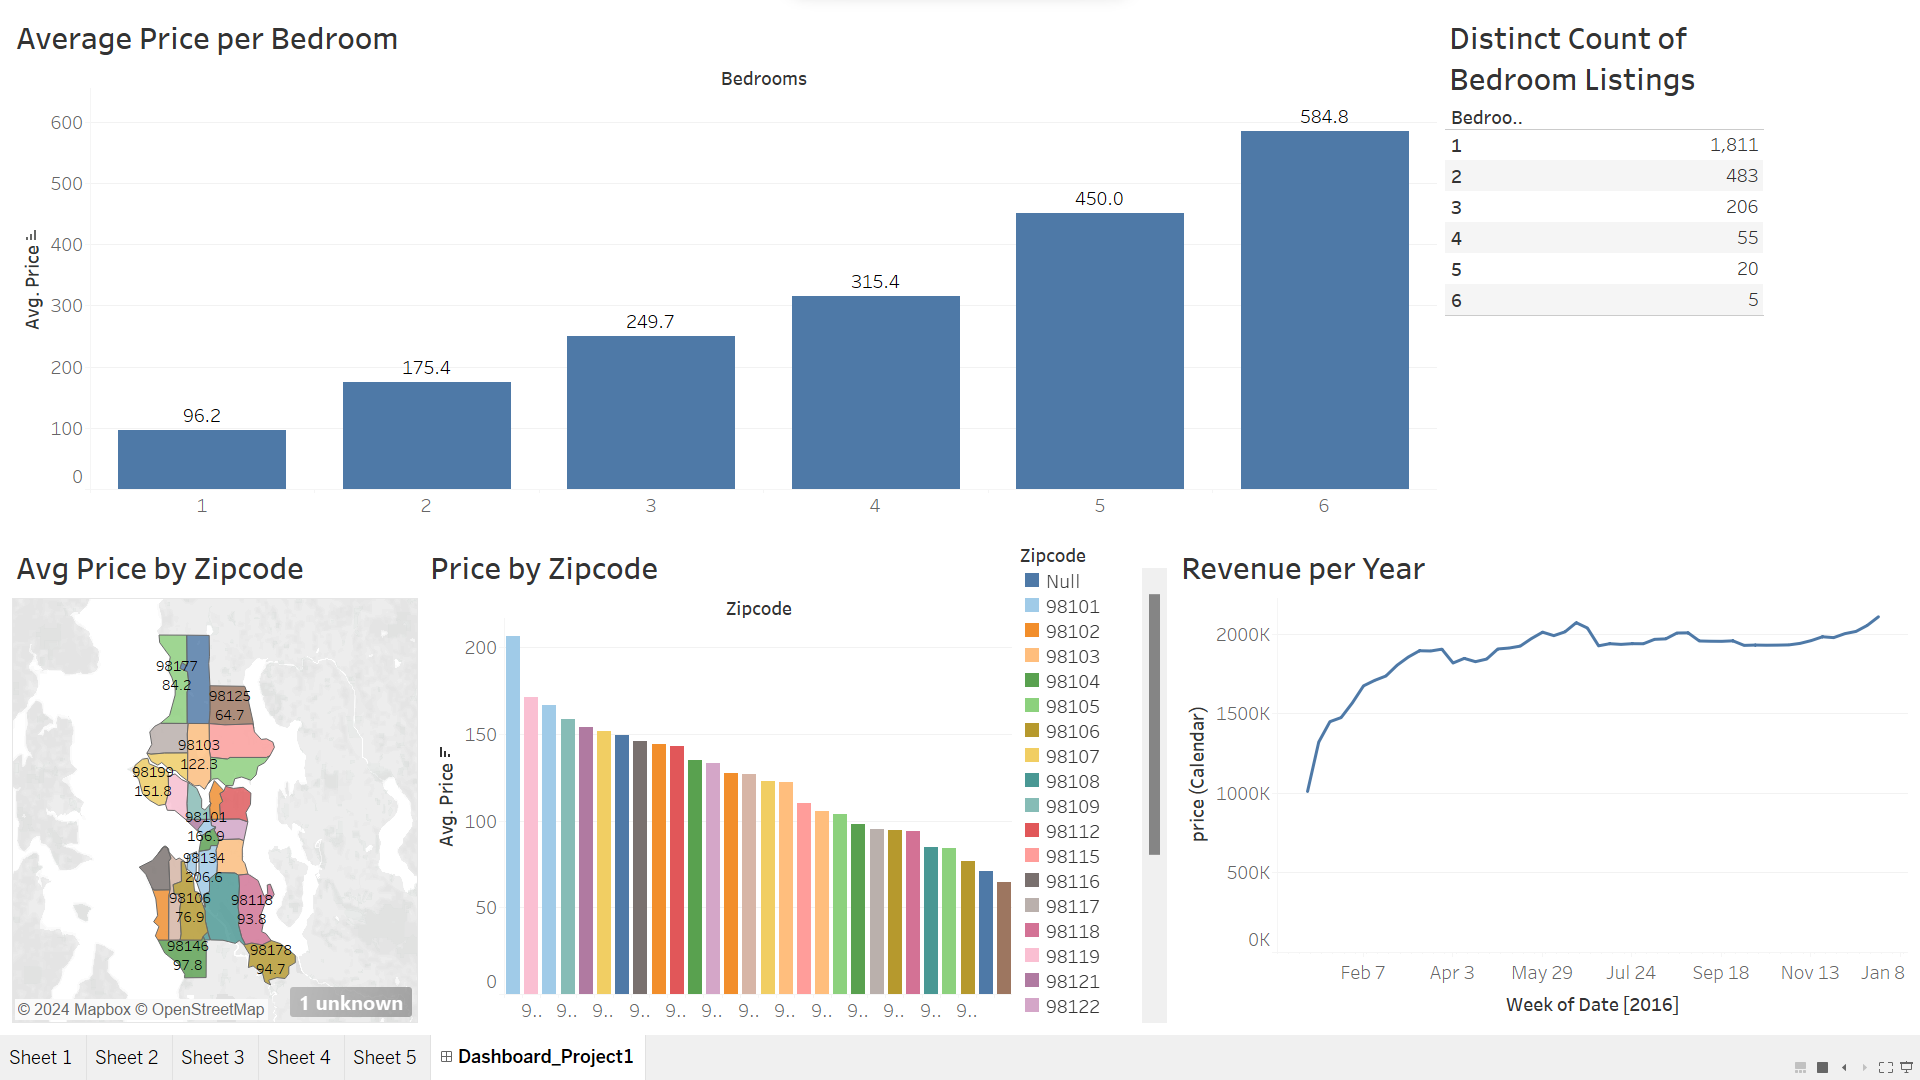 Average Price per Bedroom
Bedrooms
Avg. Price
600
500
400
300
200
100
0
96.2
175.4
249.7
315.4
450.0
584.8
1
2
3
4
5
6
Distinct Count of
Bedroom Listings
Bedroo..
1 1,811
2 483
3 206
4 55
5 20
6 5
Avg Price by Zipcode
98177
84.2
98125
64.7
98103
122.3
98199
151.8
98101
166.9
98134
206.6
98106
76.9
98118
93.8
98146
97.8
98178
94.7
© 2024 Mapbox © OpenStreetMap
1 unknown
Price by Zipcode
Zipcode
Avg. Price
200
150
100
50
0
9.. 9.. 9.. 9.. 9.. 9.. 9.. 9.. 9.. 9.. 9.. 9.. 9..
Zipcode
Null
98101
98102
98103
98104
98105
98106
98107
98108
98109
98112
98115
98116
98117
98118
98119
98121
98122
Revenue per Year
price (Calendar)
2000K
1500K
1000K
500K
0K
Feb 7 Apr 3 May 29 Jul 24 Sep 18 Nov 13 Jan 8
Week of Date [2016]
Sheet 1 Sheet 2 Sheet 3 Sheet 4 Sheet 5 Dashboard_Project1